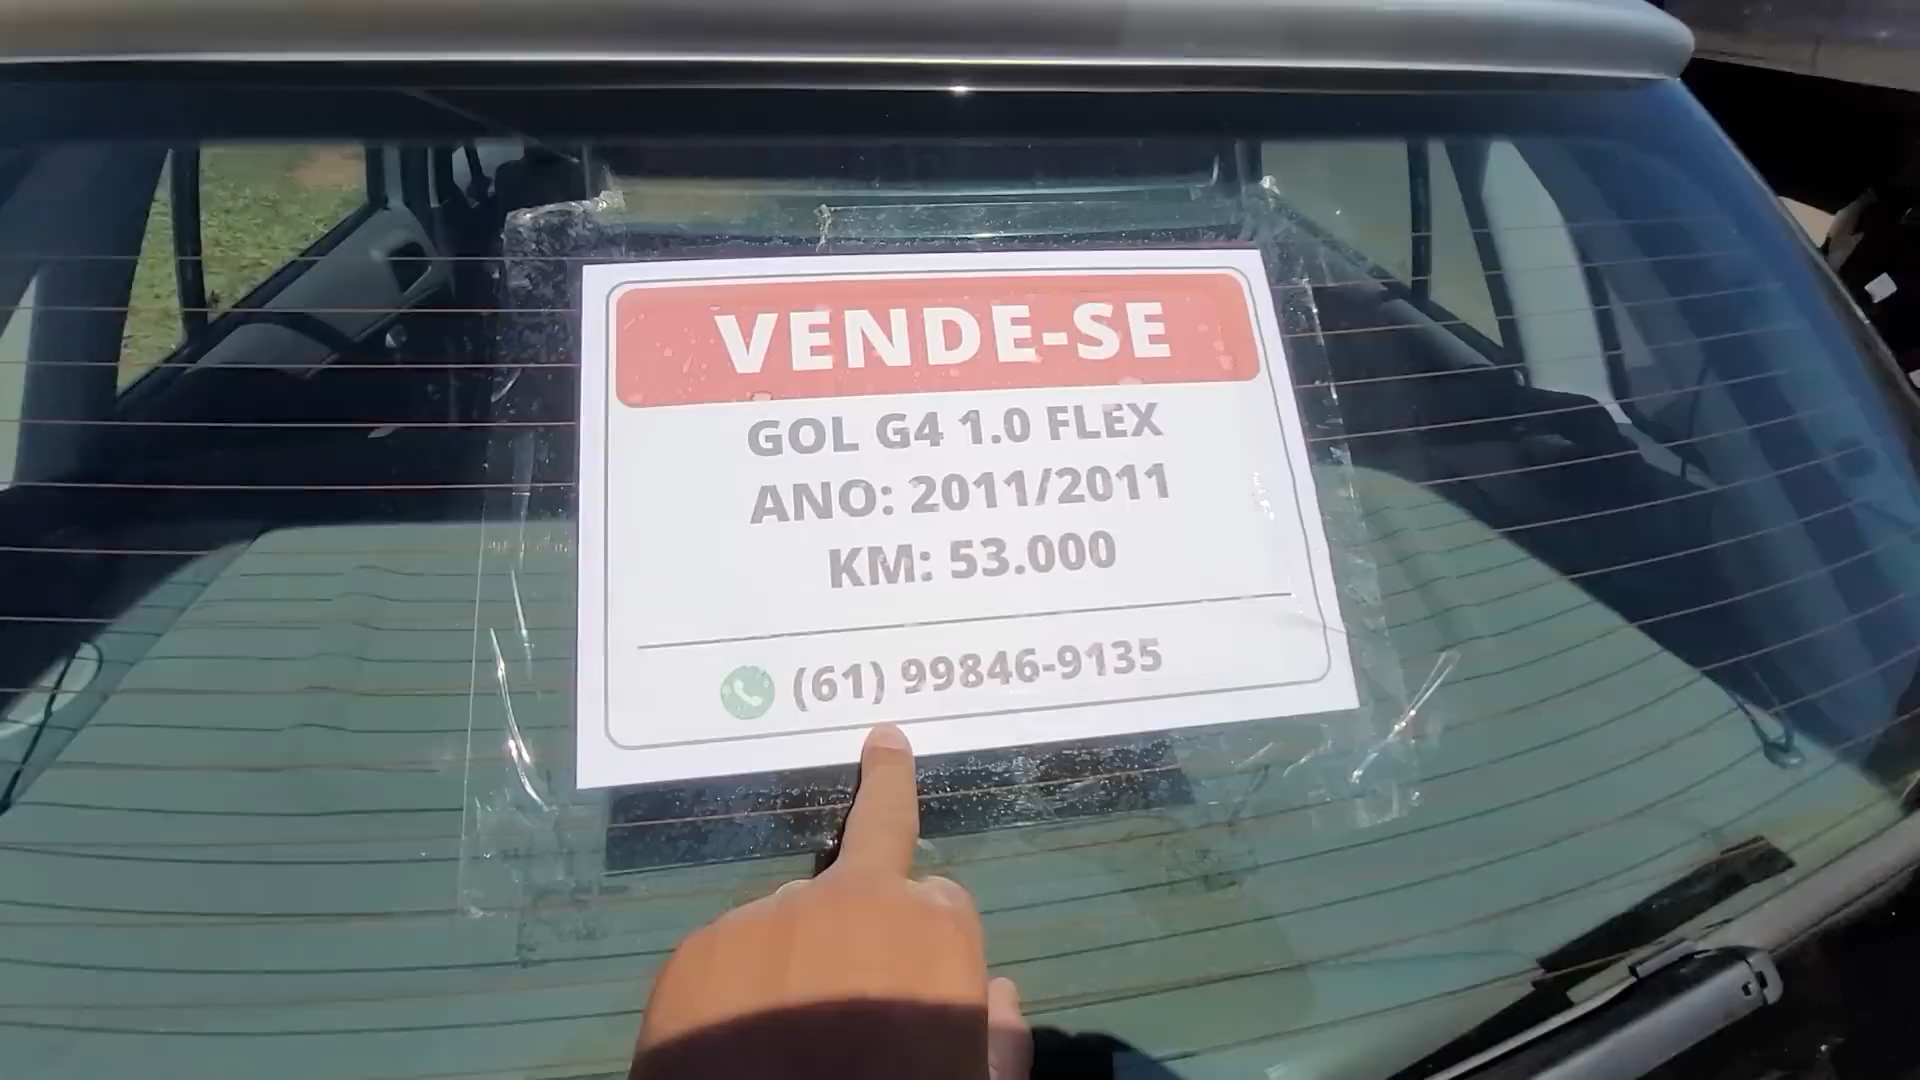 VENDE-SE
GOL G4 1.0 FLEX
ANO: 2011/2011
KM: 53.000
(61) 99846-9135